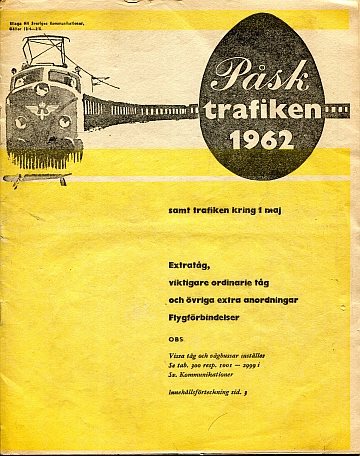 Bilaga till Sveriges Kommunikationer.
Påsk
trafiken
1962
samt trafiken kring 1 maj
Extratåg,
viktigare ordinarie tåg
och övriga extra anordningar
Flygförbindelser
OBS
Vissa tåg och vägbussar inställes
Se tab. 900 resp. 1001 – 2999 i
Sv. Kommunikationer
Innehållsförteckning sid. 3